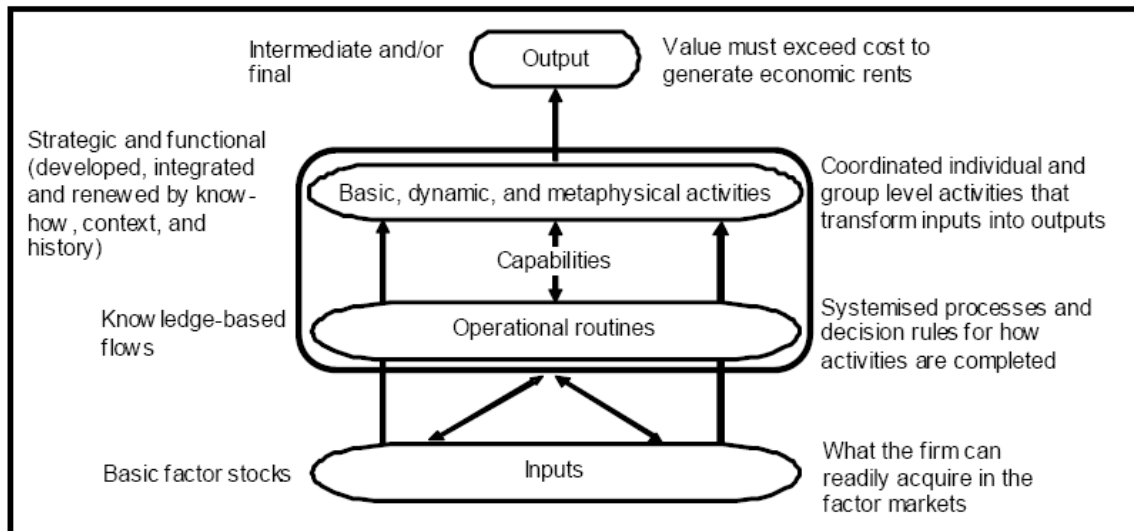 Intermediate and/or
final
Output
Value must exceed cost to
generate economic rents
Strategic and functional
(developed, integrated
and renewed by know-
how, context, and
history)
Basic, dynamic, and metaphysical activities
Coordinated individual and
group level activities that
transform inputs into outputs
Capabilities
Knowledge-based
flows
Operational routines
Systemised processes and
decision rules for how
activities are completed
Basic factor stocks
Inputs
What the firm can
readily acquire in the
factor markets